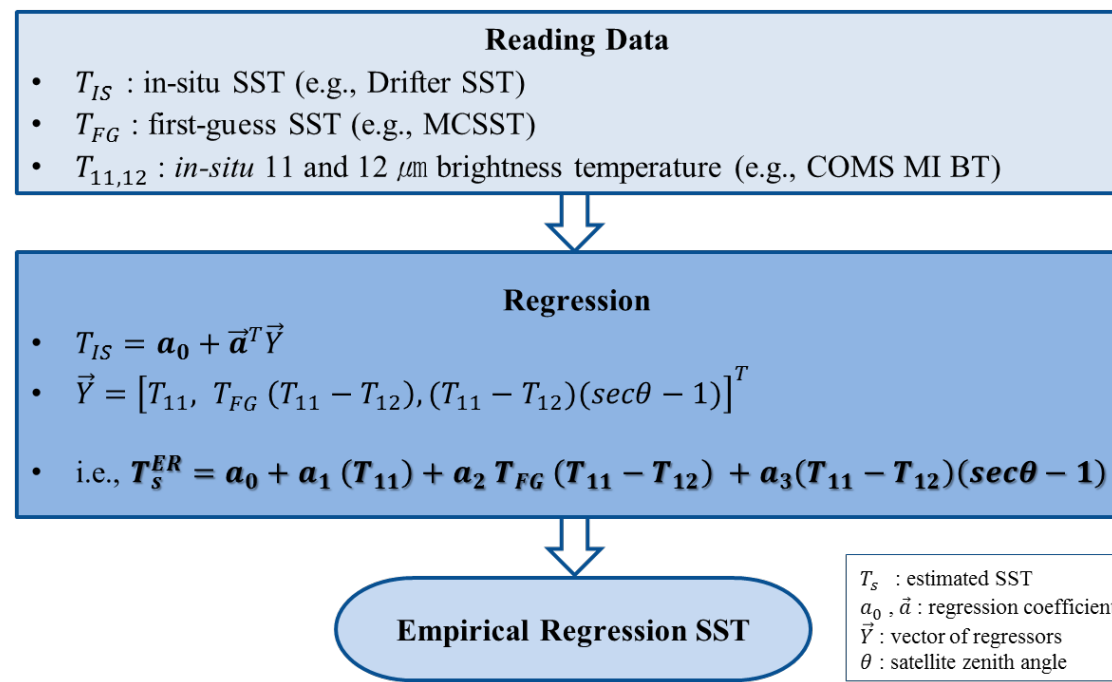 Reading Data
• T_IS : in-situ SST (e.g., Drifter SST)
• T_FG : first-guess SST (e.g., MCSST)
• T_11,12 : in-situ 11 and 12 ㎛ brightness temperature (e.g., COMS MI BT)
Regression
• T_IS = a_0 + a⃗^T Y⃗
• Y⃗ = [T_11, T_FG (T_11 − T_12), (T_11 − T_12)(secθ − 1)]^T
• i.e., T_s^ER = a_0 + a_1 (T_11) + a_2 T_FG (T_11 − T_12) + a_3(T_11 − T_12)(secθ − 1)
Empirical Regression SST
T_s : estimated SST
a_0 , a⃗ : regression coefficient
Y⃗ : vector of regressors
θ : satellite zenith angle